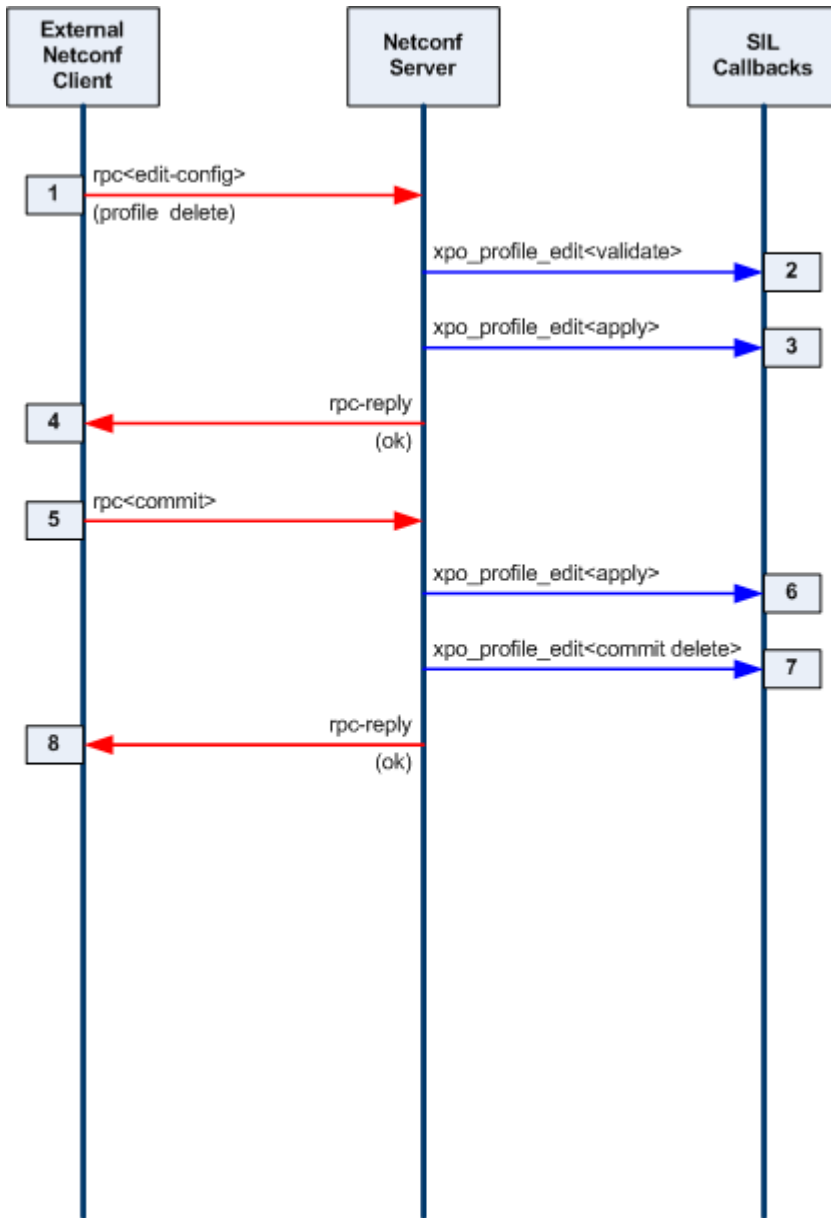 External
Netconf
Client
Netconf
Server
SIL
Callbacks
1
rpc<edit-config>
(profile delete)
xpo_profile_edit<validate>
2
xpo_profile_edit<apply>
3
4
rpc-reply
(ok)
5
rpc<commit>
xpo_profile_edit<apply>
6
xpo_profile_edit<commit delete>
7
8
rpc-reply
(ok)